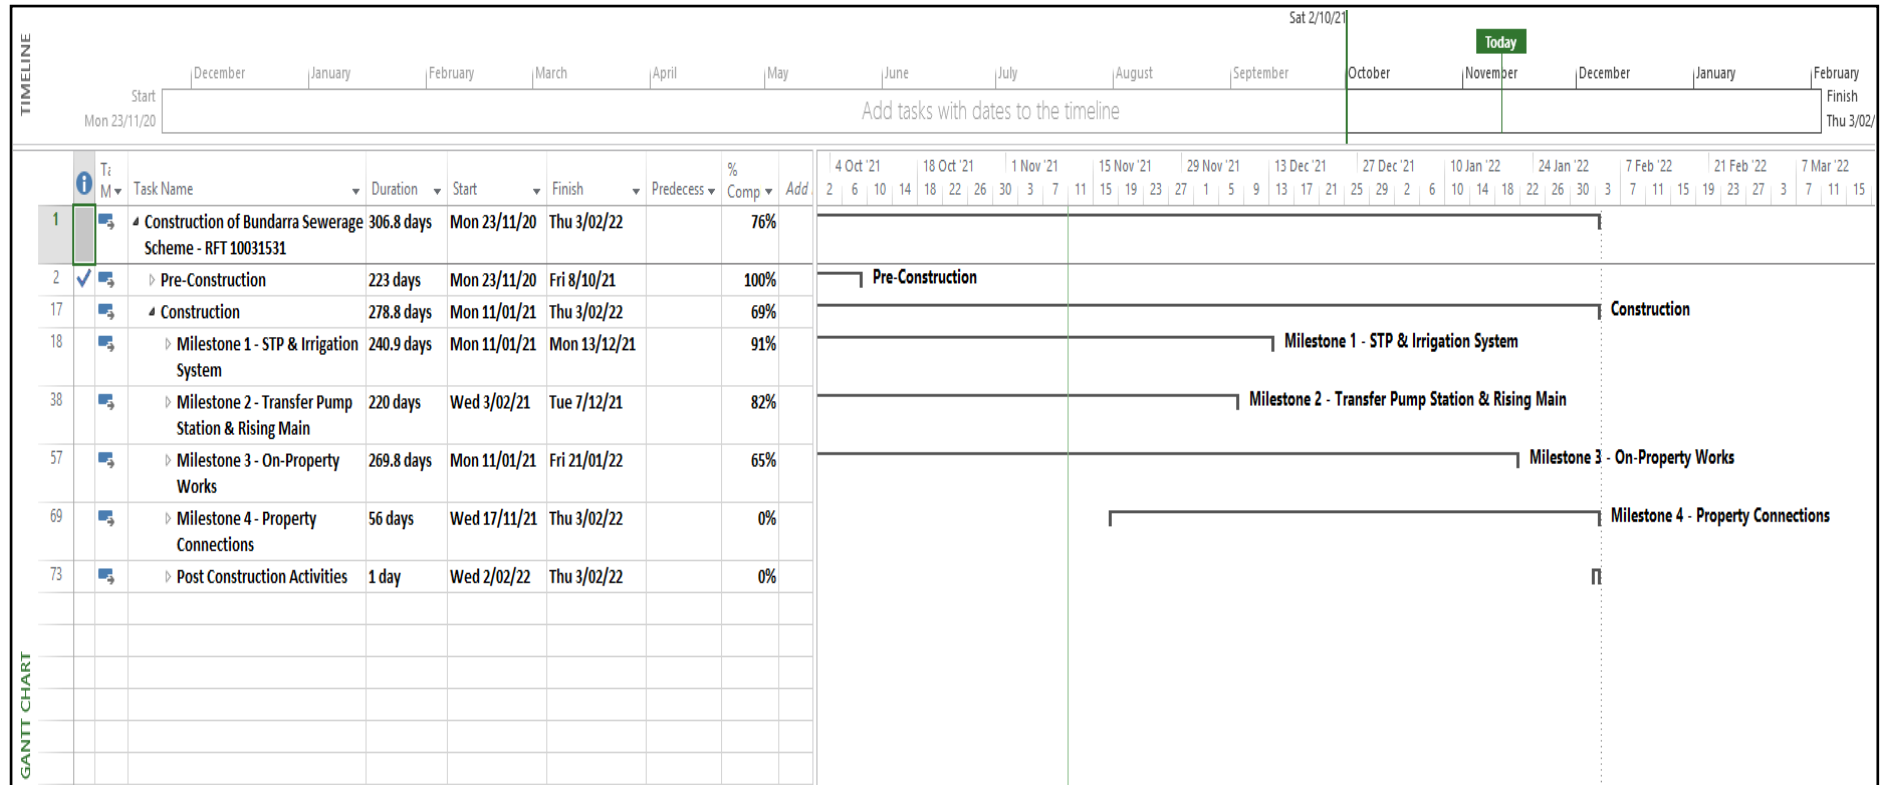 TIMELINE
Sat 2/10/21
Today
December January February March April May June July August September October November December January February
Start
Mon 23/11/20
Add tasks with dates to the timeline
Finish
Thu 3/02/
Ta
M Task Name Duration Start Finish Predecess % Comp Add
4 Oct '21 18 Oct '21 1 Nov '21 15 Nov '21 29 Nov '21 13 Dec '21 27 Dec '21 10 Jan '22 24 Jan '22 7 Feb '22 21 Feb '22 7 Mar '22
2 6 10 14 18 22 26 30 3 7 11 15 19 23 27 1 5 9 13 17 21 25 29 2 6 10 14 18 22 26 30 3 7 11 15 19 23 27 3 7 11 15
1 Construction of Bundarra Sewerage 306.8 days Mon 23/11/20 Thu 3/02/22 76%
Scheme - RFT 10031531
2 Pre-Construction 223 days Mon 23/11/20 Fri 8/10/21 100% Pre-Construction
17 Construction 278.8 days Mon 11/01/21 Thu 3/02/22 69% Construction
18 Milestone 1 - STP & Irrigation 240.9 days Mon 11/01/21 Mon 13/12/21 91% Milestone 1 - STP & Irrigation System
System
38 Milestone 2 - Transfer Pump 220 days Wed 3/02/21 Tue 7/12/21 82% Milestone 2 - Transfer Pump Station & Rising Main
Station & Rising Main
57 Milestone 3 - On-Property 269.8 days Mon 11/01/21 Fri 21/01/22 65% Milestone 3 - On-Property Works
Works
69 Milestone 4 - Property 56 days Wed 17/11/21 Thu 3/02/22 0% Milestone 4 - Property Connections
Connections
73 Post Construction Activities 1 day Wed 2/02/22 Thu 3/02/22 0%
GANTT CHART